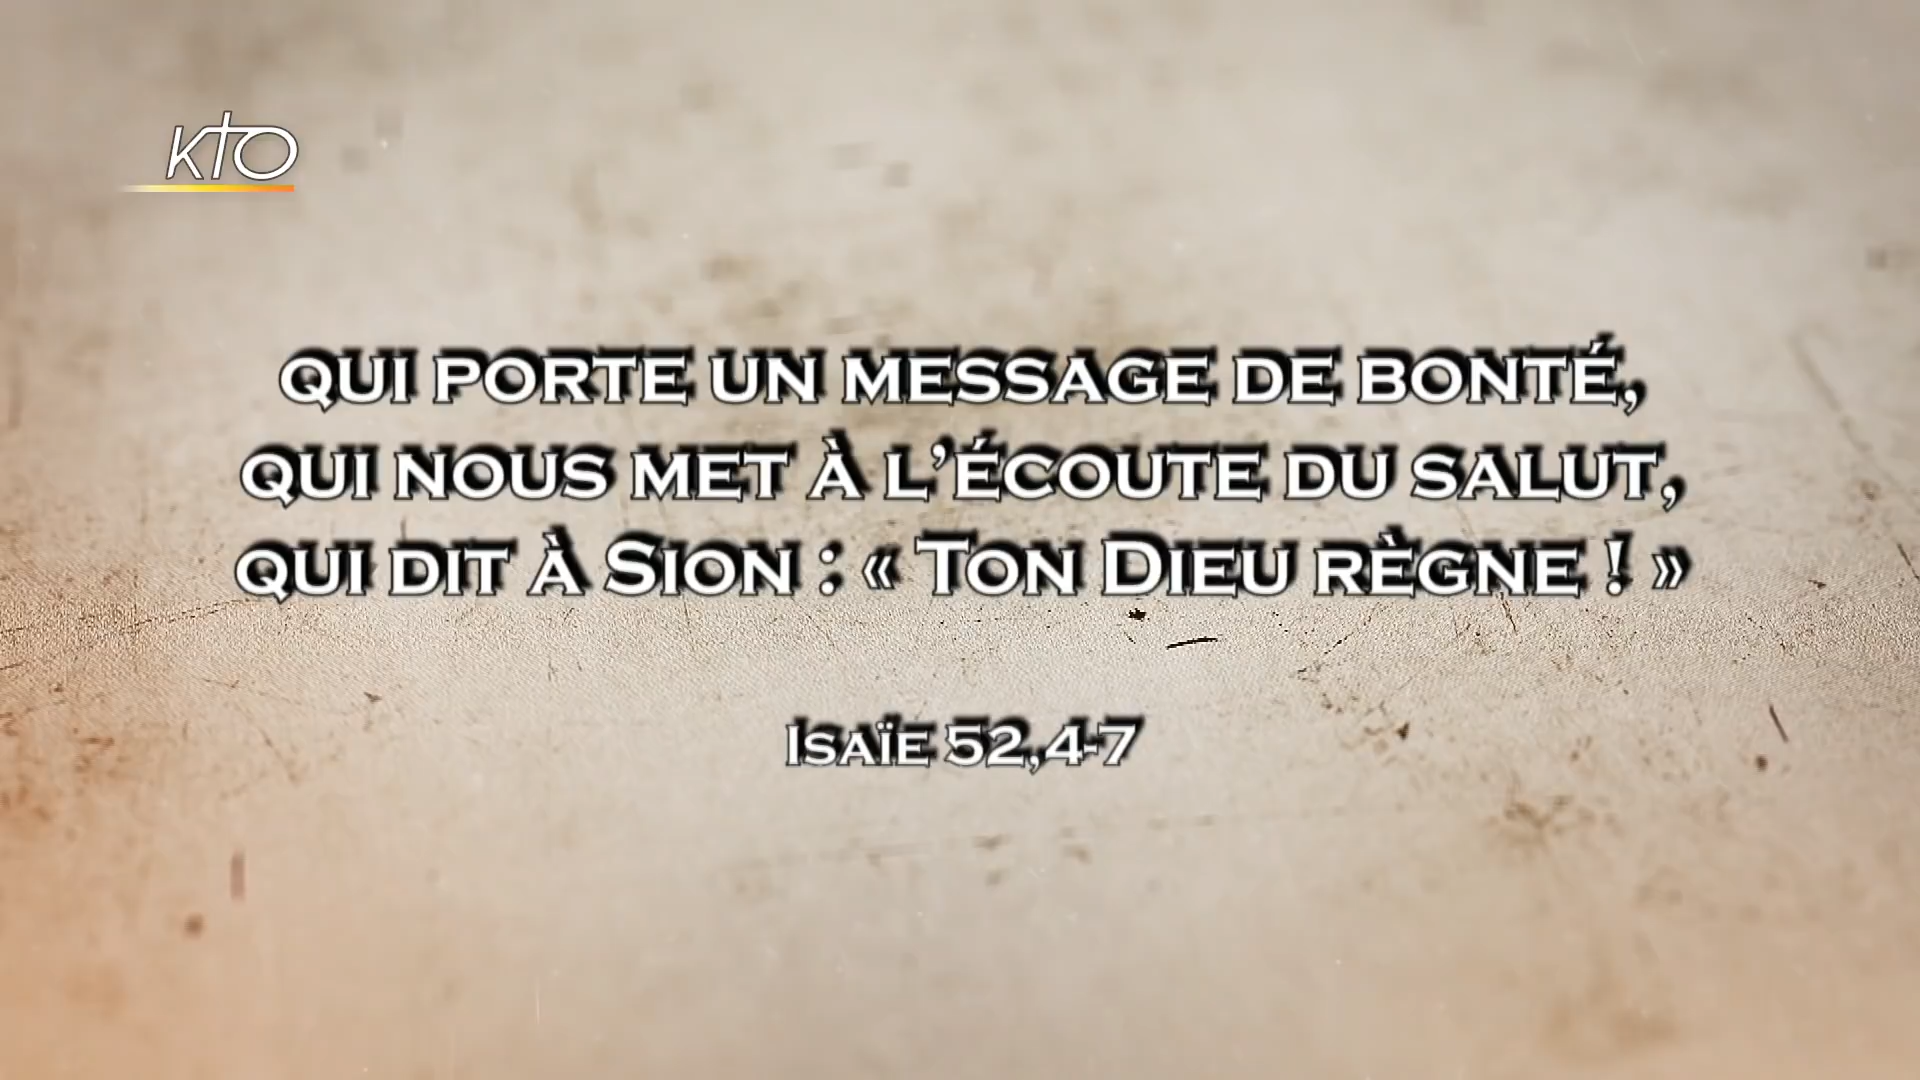 KTO
QUI PORTE UN MESSAGE DE BONTÉ,
QUI NOUS MET À L'ÉCOUTE DU SALUT,
QUI DIT À SION : « TON DIEU RÈGNE ! »
ISAÏE 52,4-7